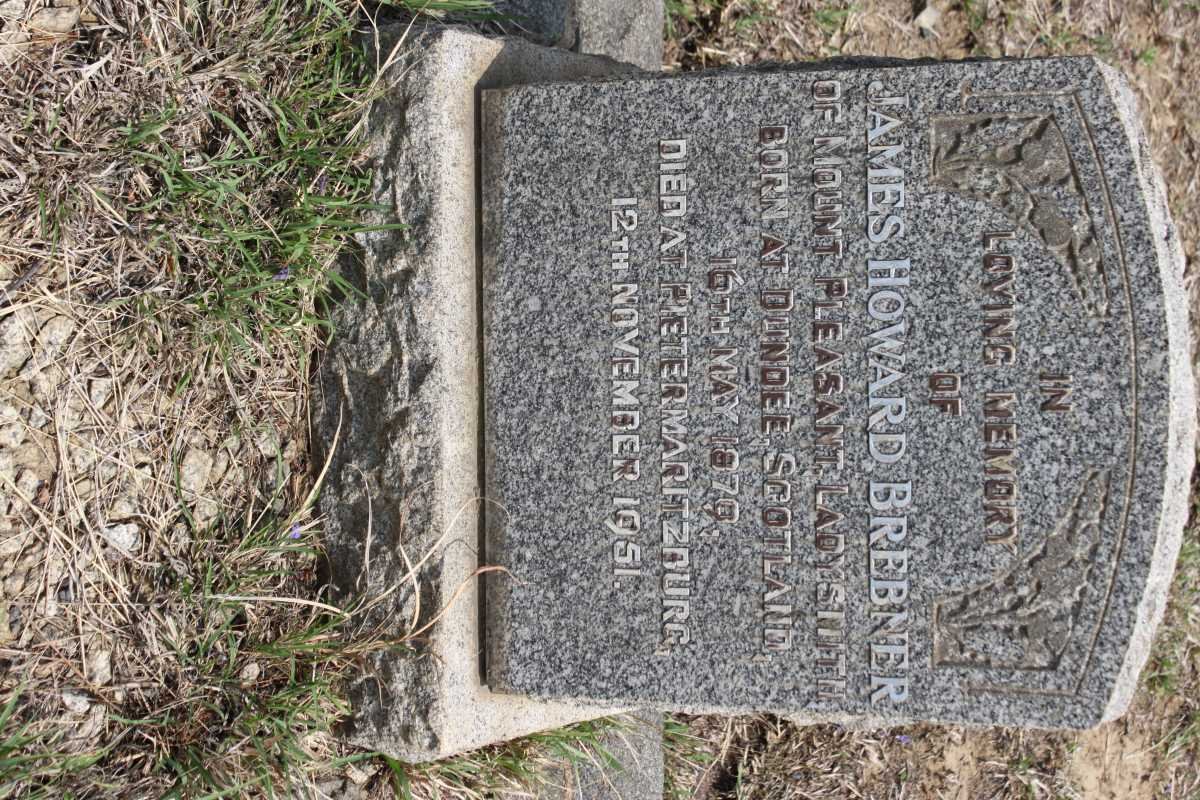 IN
LOVING MEMORY
OF
JAMES HOWARD BREBNER
OF MOUNT PLEASANT, LADYSMITH
BORN AT DUNDEE, SCOTLAND,
16TH MAY 1879.
DIED AT PIETERMARITZBURG,
12TH NOVEMBER 1951.